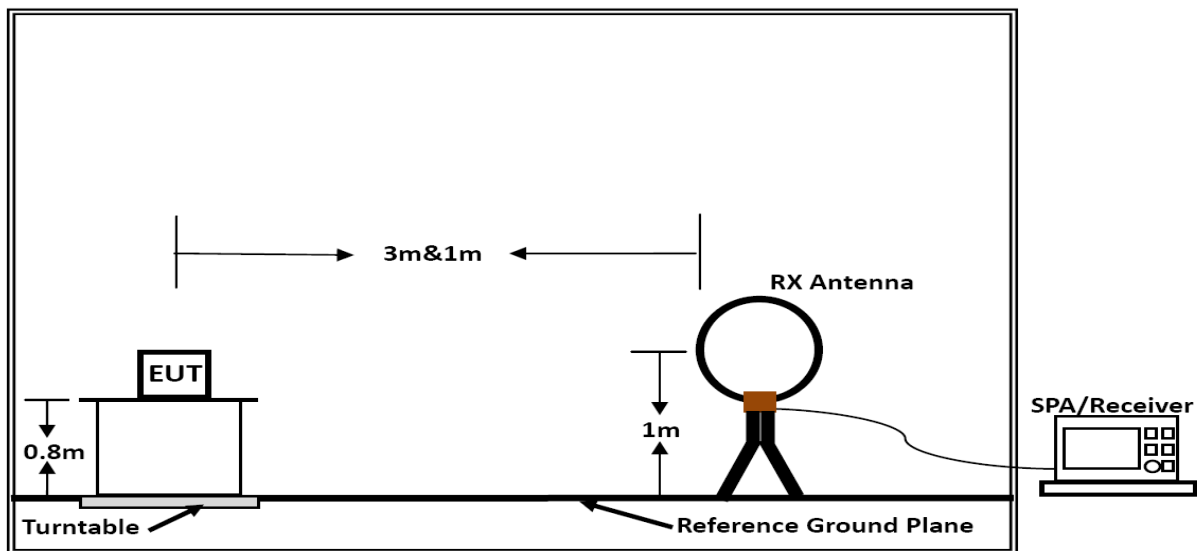 3m&1m
RX Antenna
EUT
SPA/Receiver
0.8m
1m
Turntable
Reference Ground Plane